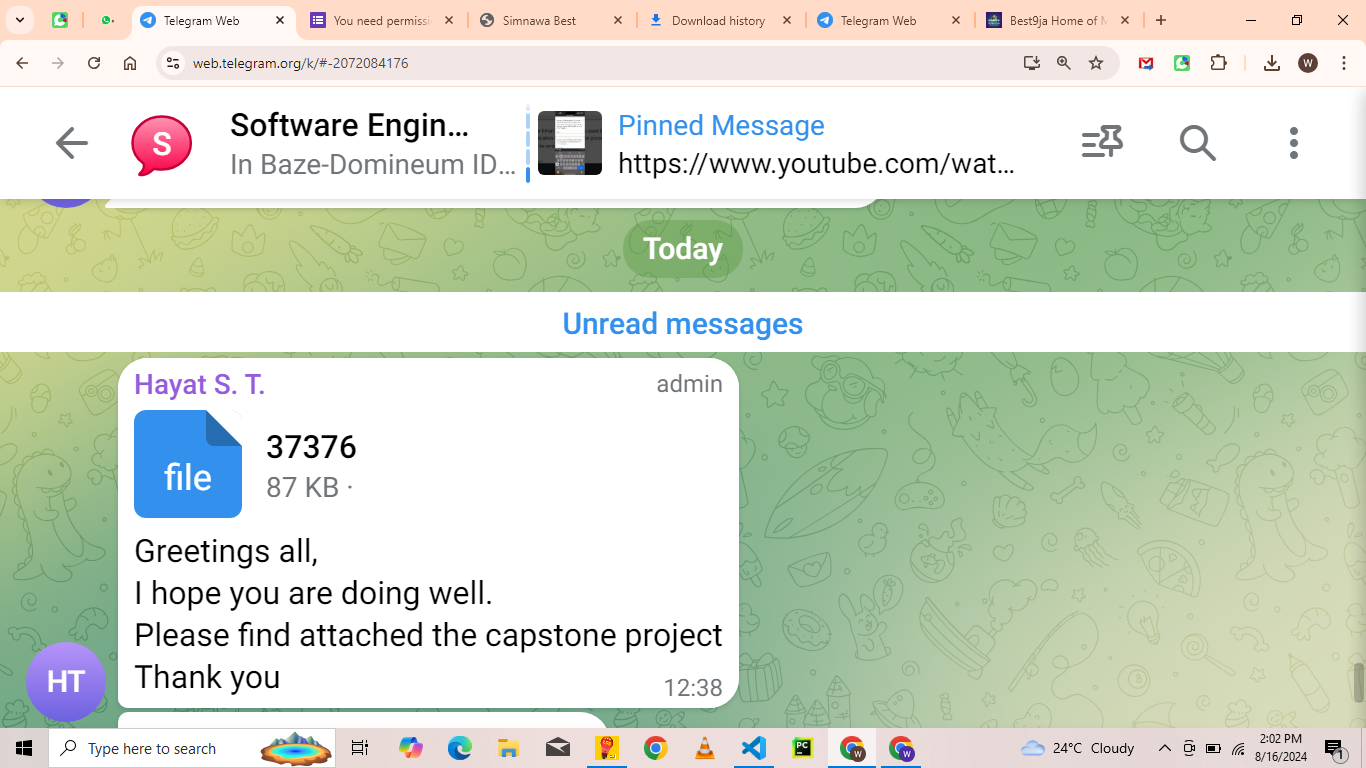 Telegram Web
You need permissi
Simnawa Best
Download history
Telegram Web
Best9ja Home of M
web.telegram.org/k/#-2072084176
W
S
Software Engin...
In Baze-Domineum ID...
Pinned Message
https://www.youtube.com/wat...
Today
Unread messages
Hayat S. T.
admin
file
37376
87 KB ·
Greetings all,
I hope you are doing well.
Please find attached the capstone project
Thank you
12:38
HT
Type here to search
PC
W
W
24°C Cloudy
2:02 PM
8/16/2024
1